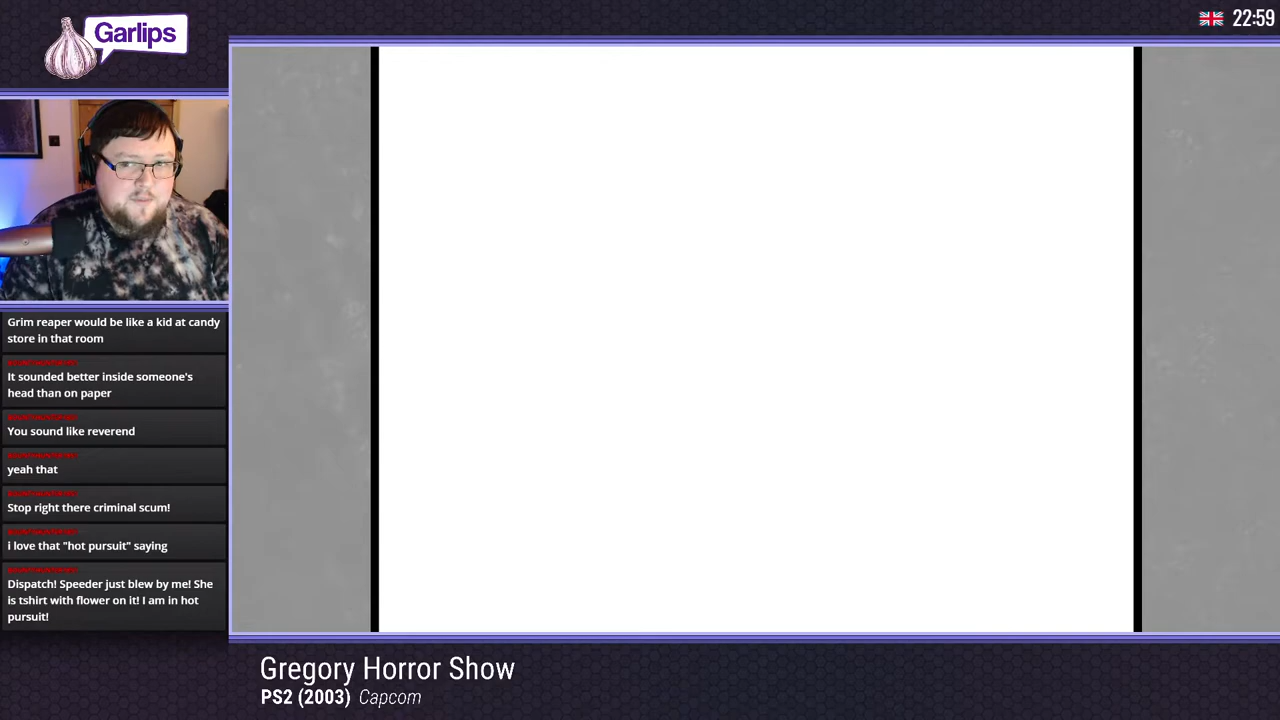 Garlips
22:59
Grim reaper would be like a kid at candy
store in that room
It sounded better inside someone's
head than on paper
You sound like reverend
yeah that
Stop right there criminal scum!
i love that "hot pursuit" saying
Dispatch! Speeder just blew by me! She
is tshirt with flower on it! I am in hot
pursuit!
Gregory Horror Show
PS2 (2003) Capcom